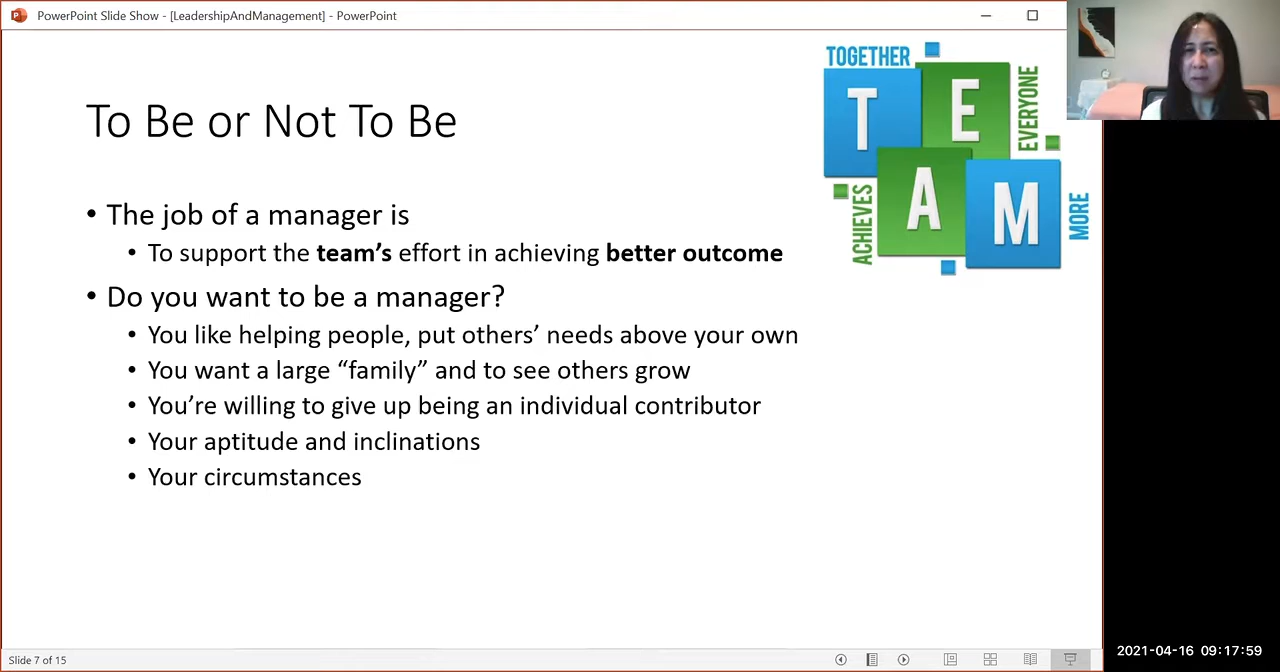 PowerPoint Slide Show - [LeadershipAndManagement] - PowerPoint
To Be or Not To Be
TOGETHER
T E
EVERYONE
ACHIEVES
A M
MORE
• The job of a manager is
• To support the team’s effort in achieving better outcome
• Do you want to be a manager?
• You like helping people, put others’ needs above your own
• You want a large “family” and to see others grow
• You’re willing to give up being an individual contributor
• Your aptitude and inclinations
• Your circumstances
Slide 7 of 15
2021-04-16 09:17:59